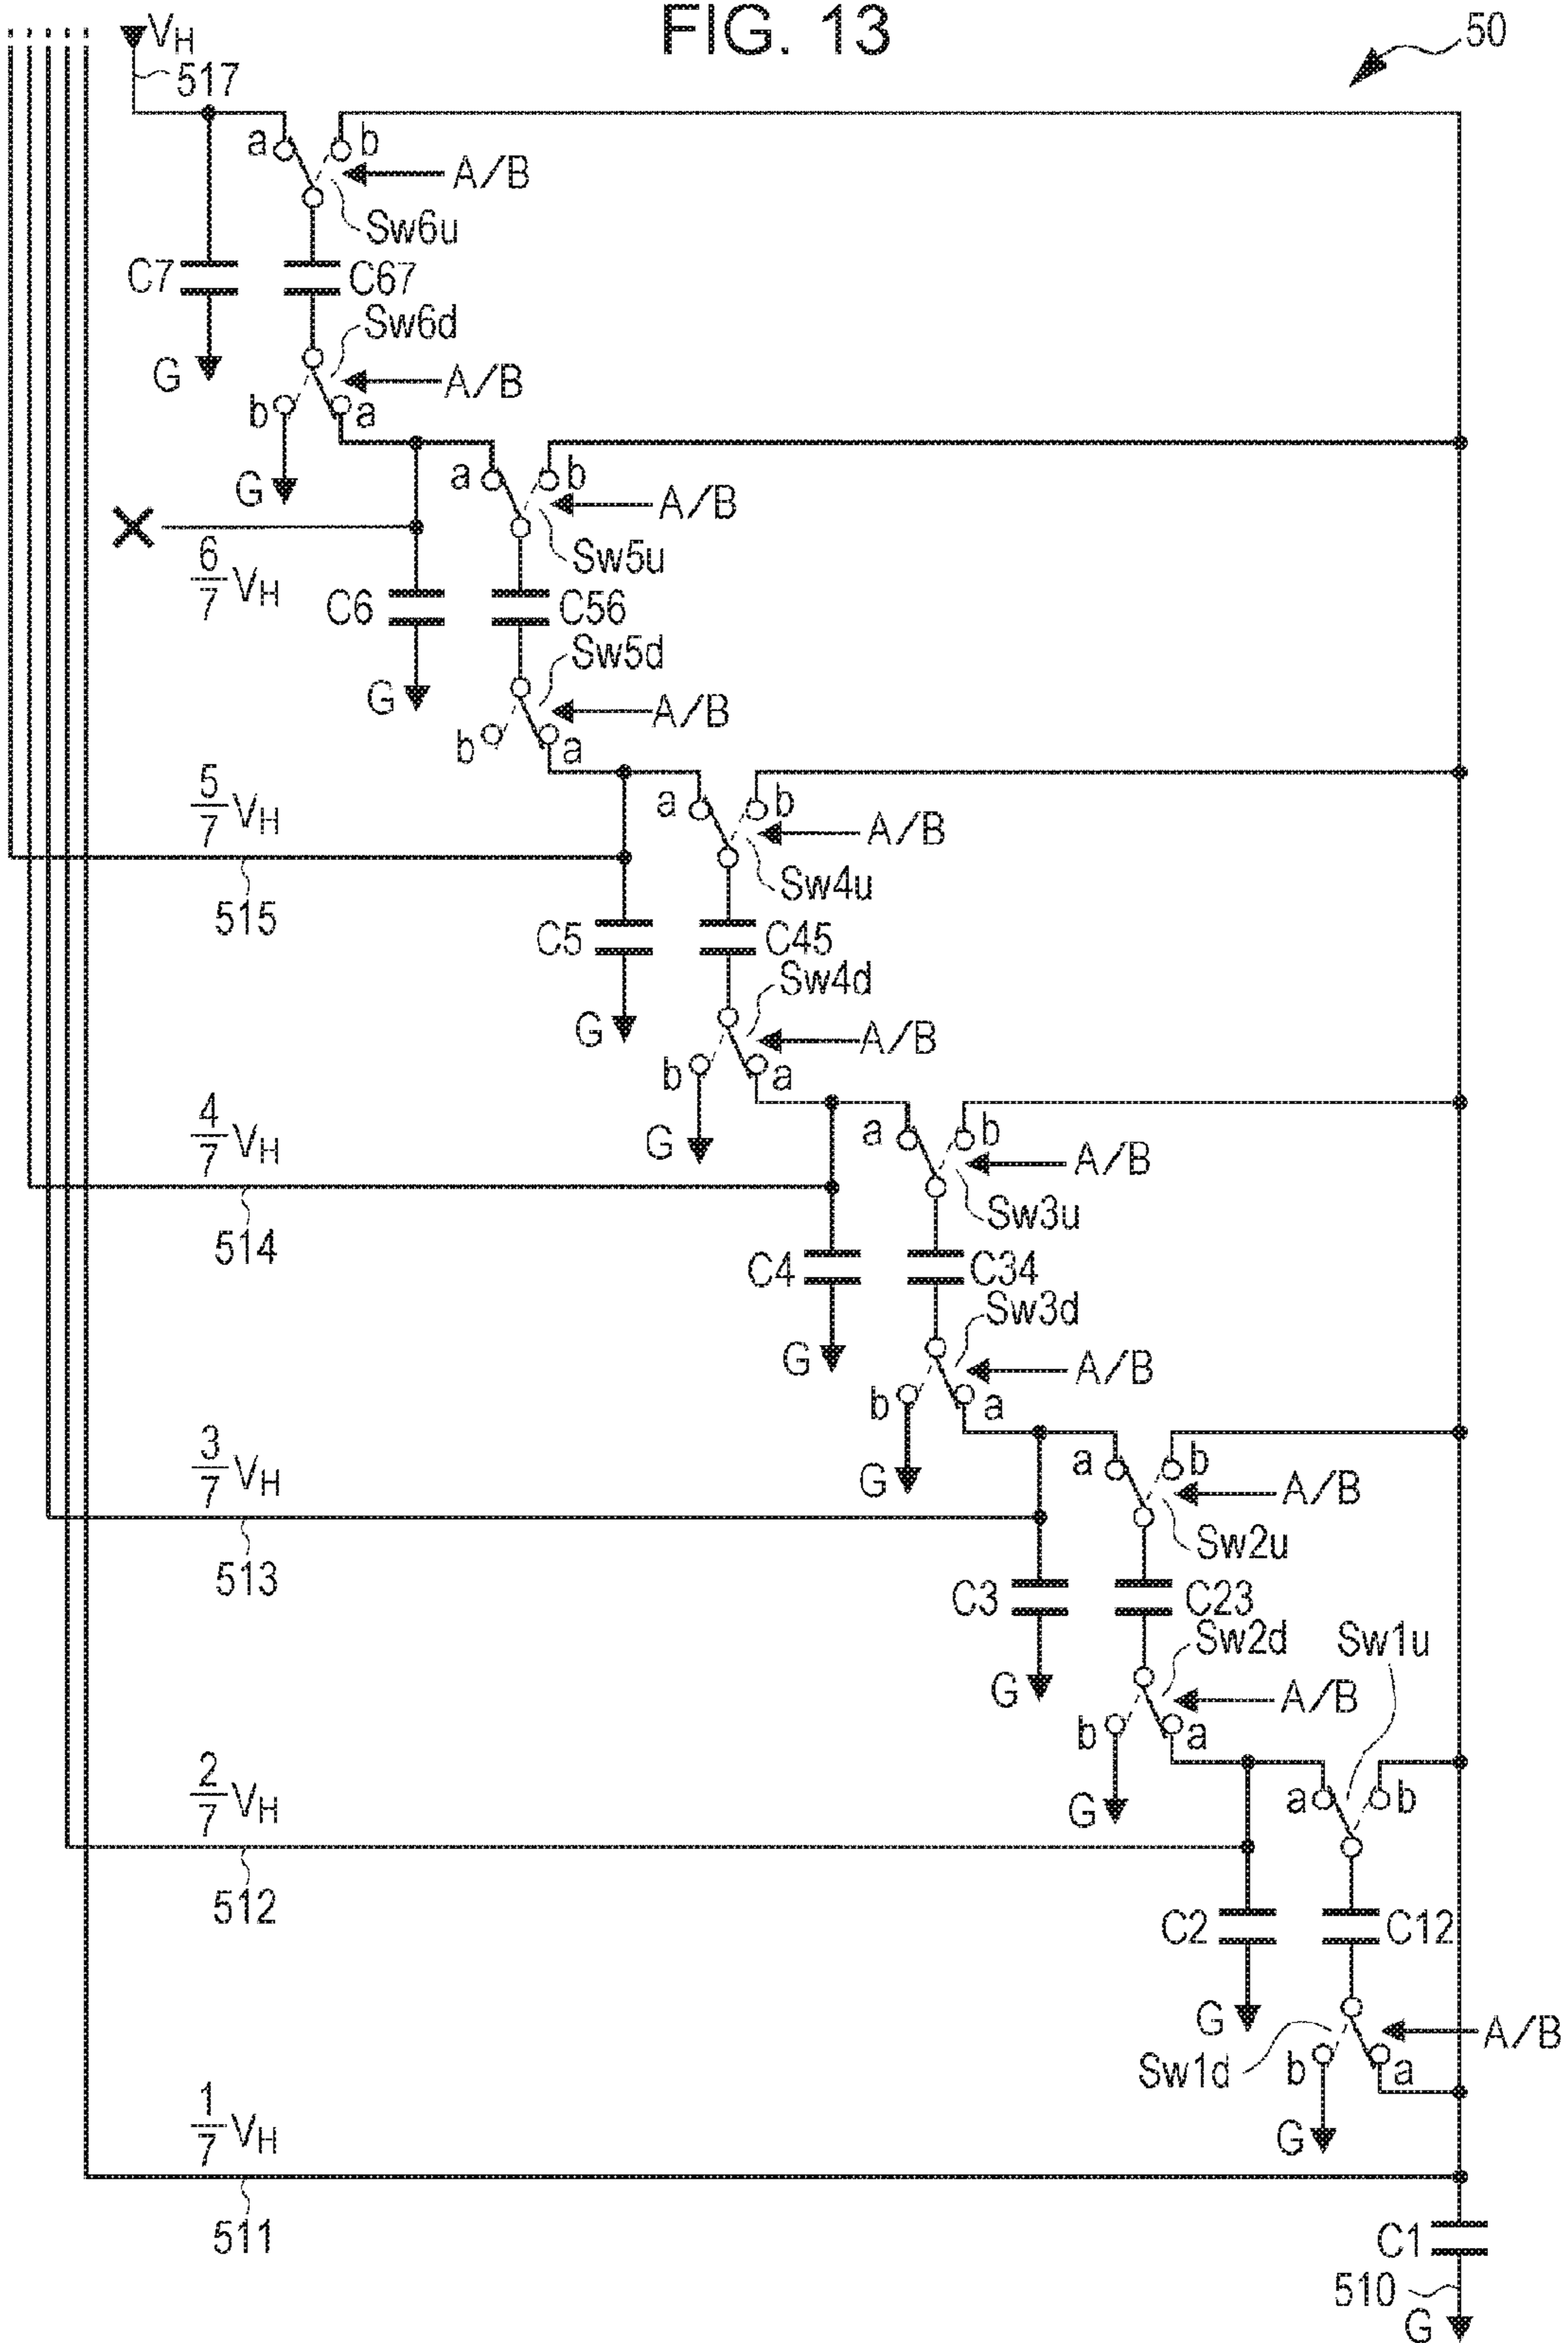 FIG. 13
50
VH
517
a b
A/B
Sw6u
C7 C67
Sw6d
G
A/B
b a
G
a b
A/B
Sw5u
6/7 VH
C6 C56
Sw5d
G
A/B
b a
5/7 VH
a b
A/B
Sw4u
515
C5 C45
Sw4d
G
A/B
b a
G
4/7 VH
a b
A/B
Sw3u
514
C4 C34
Sw3d
G
A/B
b a
G
3/7 VH
a b
A/B
Sw2u
513
C3 C23
Sw2d
Sw1u
G
A/B
b a
G
2/7 VH
a b
512
C2 C12
G
A/B
Sw1d
b a
G
1/7 VH
511
C1
510
G